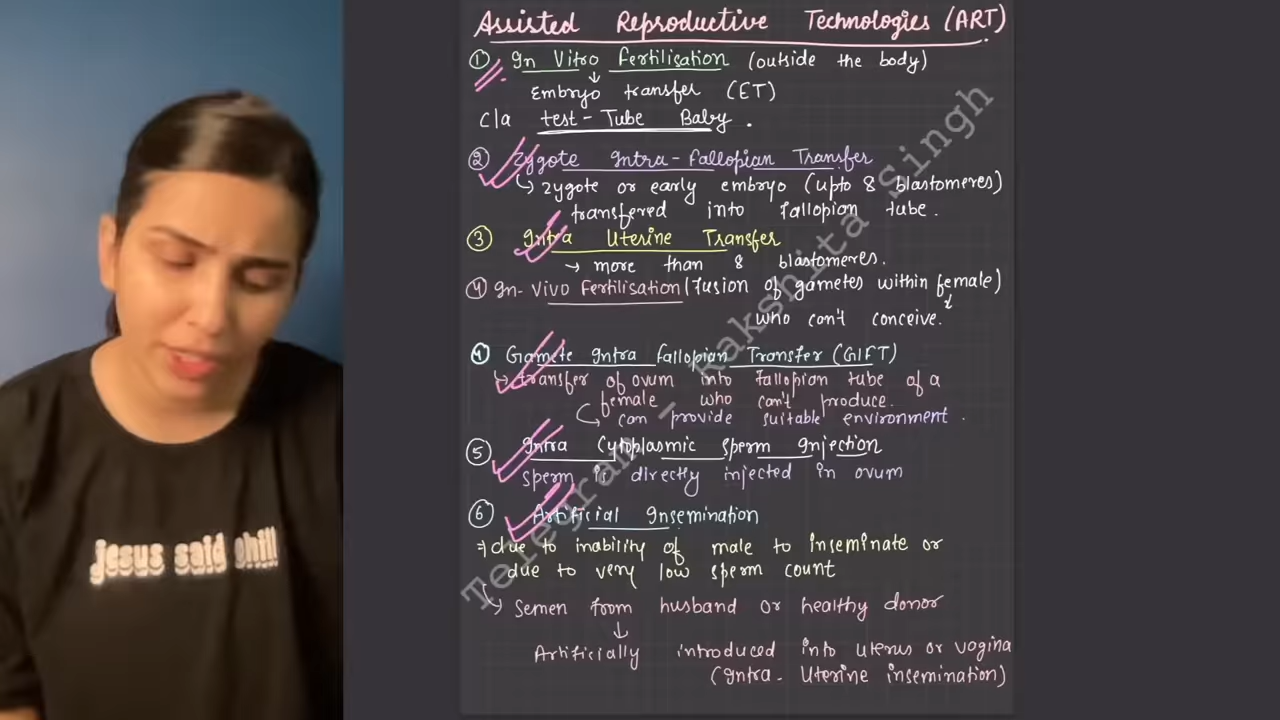 Assisted Reproductive Technologies (ART)
① In Vitro Fertilisation (outside the body)
Embryo transfer (ET)
c/a test-Tube Baby.
② Zygote Intra-fallopian Transfer
↳ zygote or early embryo (upto 8 blastomeres)
transfered into fallopian tube.
③ Intra Uterine Transfer
→ more than 8 blastomeres.
④ In-Vivo Fertilisation (fusion of gametes within female)
who can't conceive.
④ Gamete Intra fallopian Transfer (GIFT)
↳ transfer of ovum into fallopian tube of a
female who can't produce.
↳ can provide suitable environment.
⑤ Intra Cytoplasmic sperm Injection
sperm is directly injected in ovum
⑥ Artificial Insemination
⇒ due to inability of male to inseminate or
due to very low sperm count
↳ Semen from husband or healthy donor
↓
Artificially introduced into uterus or vagina
(Intra-Uterine insemination)
Telegram - Rakshita Singh
jesus said chill